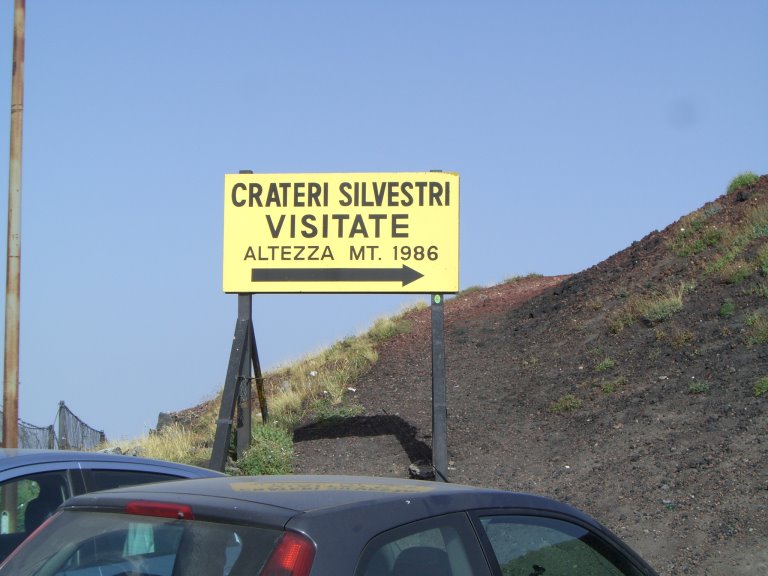 CRATERI SILVESTRI
VISITATE
ALTEZZA MT. 1986